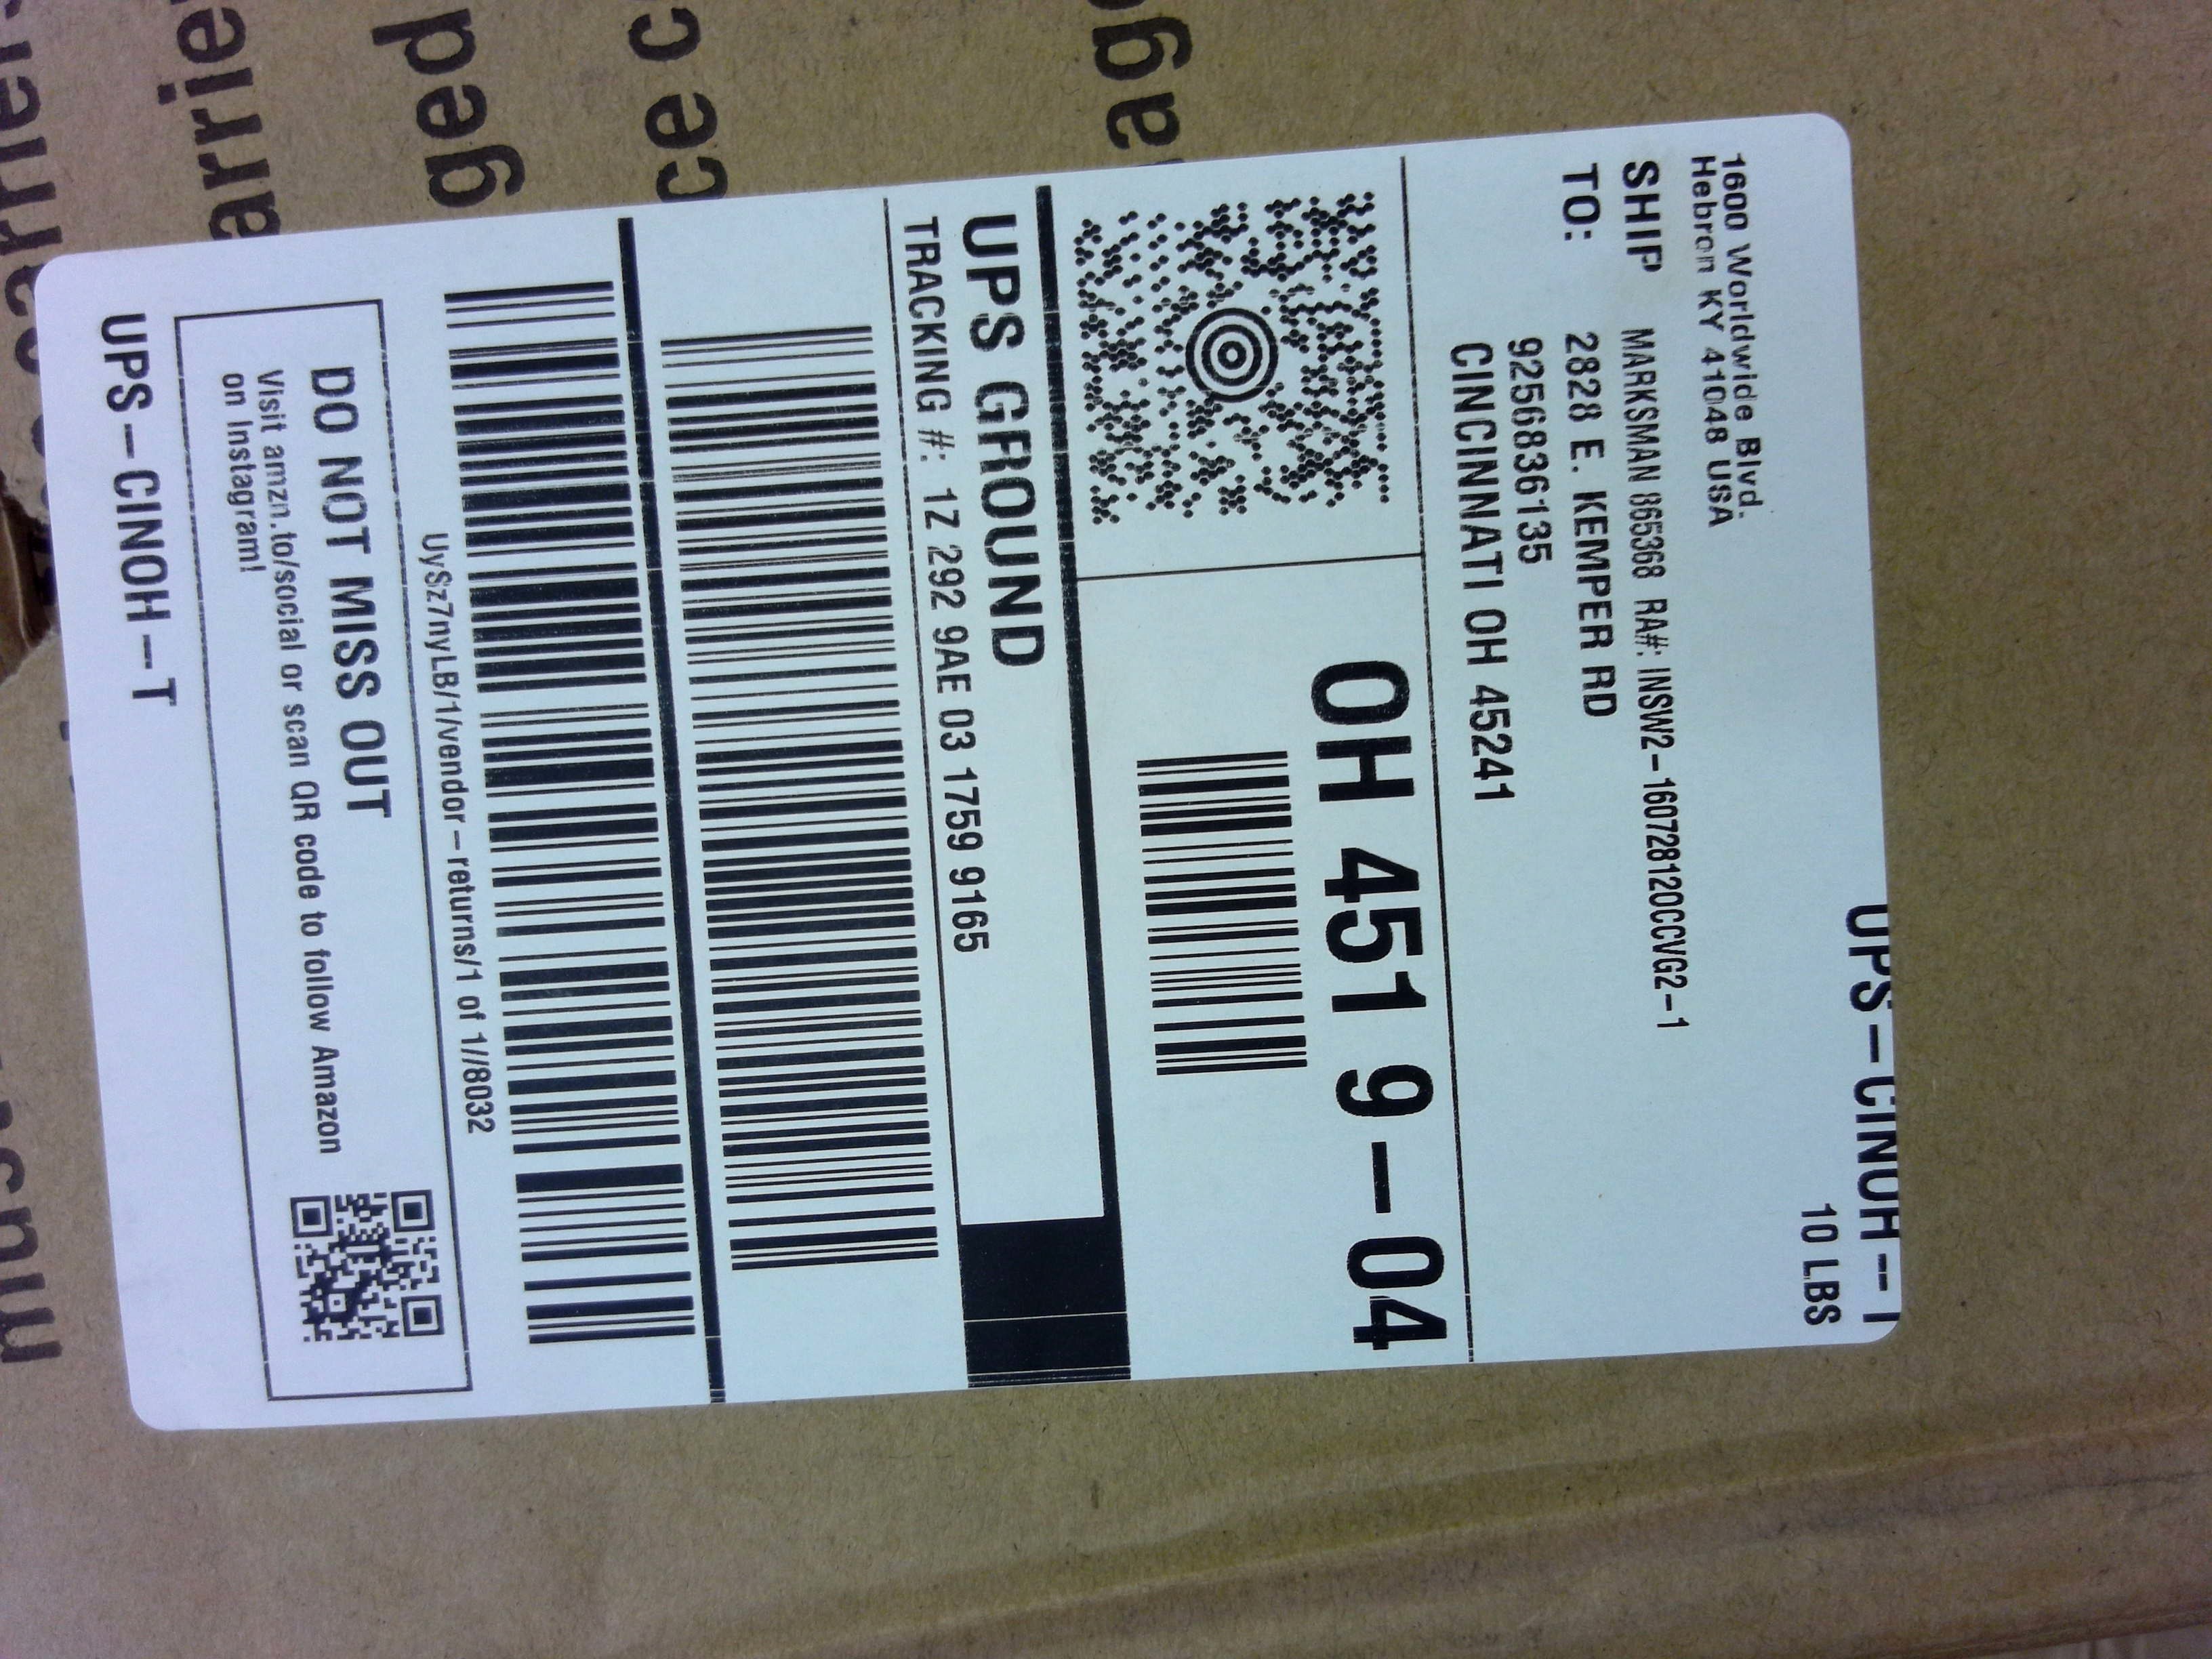 UPS-CINOH-T
10 LBS
1600 Worldwide Blvd.
Hebron KY 41048 USA
SHIP MARKSMAN 865368 RA#: INSW2-160728120CCVG2-1
TO: 2828 E. KEMPER RD
9256836135
CINCINNATI OH 45241
OH 451 9-04
UPS GROUND
TRACKING #: 1Z 292 9AE 03 1759 9165
UySz7nyLB/1/vendor-returns/1 of 1//8032
DO NOT MISS OUT
Visit amzn.to/social or scan QR code to follow Amazon
on Instagram!
UPS-CINOH-T